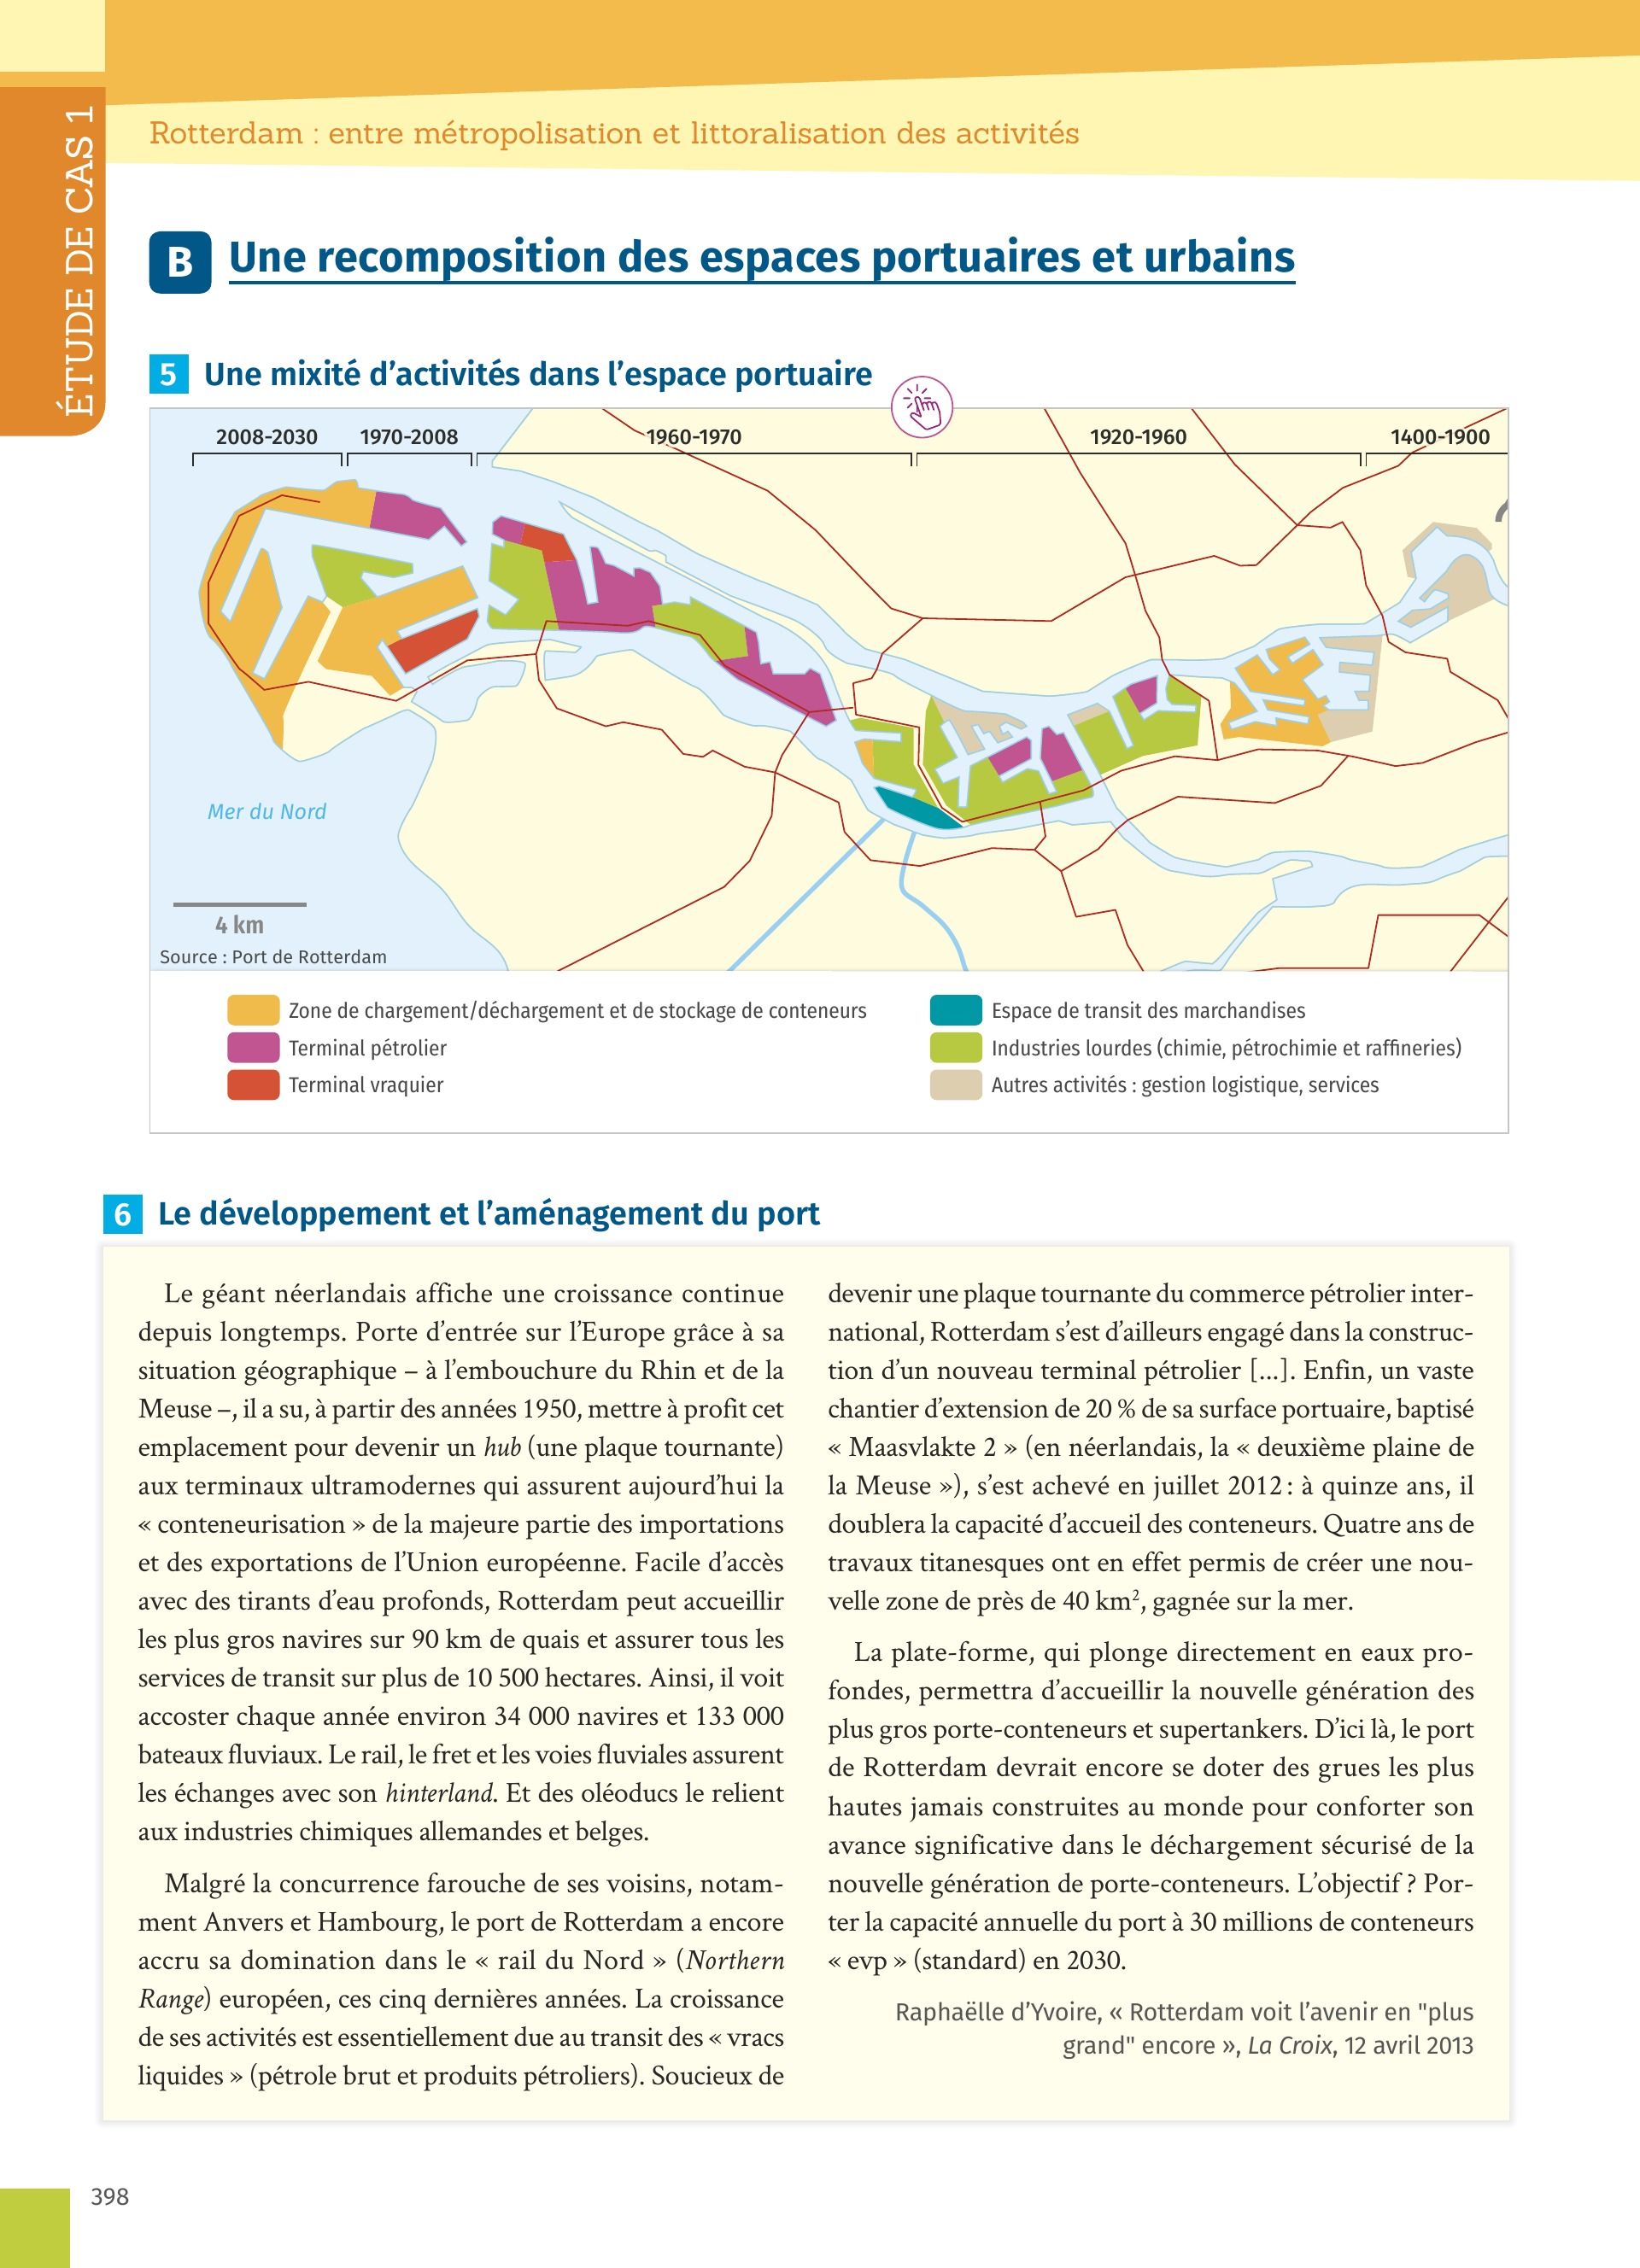 ÉTUDE DE CAS 1
Rotterdam : entre métropolisation et littoralisation des activités
B Une recomposition des espaces portuaires et urbains
5 Une mixité d’activités dans l’espace portuaire
2008-2030 1970-2008 1960-1970 1920-1960 1400-1900
Mer du Nord
4 km
Source : Port de Rotterdam
Zone de chargement/déchargement et de stockage de conteneurs
Terminal pétrolier
Terminal vraquier
Espace de transit des marchandises
Industries lourdes (chimie, pétrochimie et raffineries)
Autres activités : gestion logistique, services
6 Le développement et l’aménagement du port
Le géant néerlandais affiche une croissance continue
depuis longtemps. Porte d’entrée sur l’Europe grâce à sa
situation géographique – à l’embouchure du Rhin et de la
Meuse –, il a su, à partir des années 1950, mettre à profit cet
emplacement pour devenir un hub (une plaque tournante)
aux terminaux ultramodernes qui assurent aujourd’hui la
« conteneurisation » de la majeure partie des importations
et des exportations de l’Union européenne. Facile d’accès
avec des tirants d’eau profonds, Rotterdam peut accueillir
les plus gros navires sur 90 km de quais et assurer tous les
services de transit sur plus de 10 500 hectares. Ainsi, il voit
accoster chaque année environ 34 000 navires et 133 000
bateaux fluviaux. Le rail, le fret et les voies fluviales assurent
les échanges avec son hinterland. Et des oléoducs le relient
aux industries chimiques allemandes et belges.
Malgré la concurrence farouche de ses voisins, notam-
ment Anvers et Hambourg, le port de Rotterdam a encore
accru sa domination dans le « rail du Nord » (Northern
Range) européen, ces cinq dernières années. La croissance
de ses activités est essentiellement due au transit des « vracs
liquides » (pétrole brut et produits pétroliers). Soucieux de
devenir une plaque tournante du commerce pétrolier inter-
national, Rotterdam s’est d’ailleurs engagé dans la construc-
tion d’un nouveau terminal pétrolier [...]. Enfin, un vaste
chantier d’extension de 20 % de sa surface portuaire, baptisé
« Maasvlakte 2 » (en néerlandais, la « deuxième plaine de
la Meuse »), s’est achevé en juillet 2012 : à quinze ans, il
doublera la capacité d’accueil des conteneurs. Quatre ans de
travaux titanesques ont en effet permis de créer une nou-
velle zone de près de 40 km², gagnée sur la mer.
La plate-forme, qui plonge directement en eaux pro-
fondes, permettra d’accueillir la nouvelle génération des
plus gros porte-conteneurs et supertankers. D’ici là, le port
de Rotterdam devrait encore se doter des grues les plus
hautes jamais construites au monde pour conforter son
avance significative dans le déchargement sécurisé de la
nouvelle génération de porte-conteneurs. L’objectif ? Por-
ter la capacité annuelle du port à 30 millions de conteneurs
« evp » (standard) en 2030.
Raphaëlle d’Yvoire, « Rotterdam voit l’avenir en "plus
grand" encore », La Croix, 12 avril 2013
398